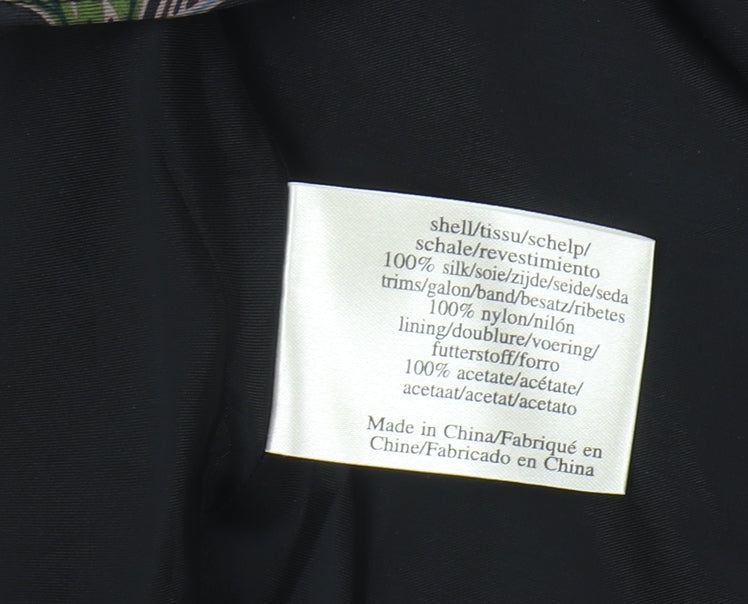 shell/tissu/schelp/
schale/revestimiento
100% silk/soie/zijde/seide/seda
trims/galon/band/besatz/ribetes
100% nylon/nilón
lining/doublure/voering/
futterstoff/forro
100% acetate/acétate/
acetaat/acetat/acetato
Made in China/Fabriqué en
Chine/Fabricado en China